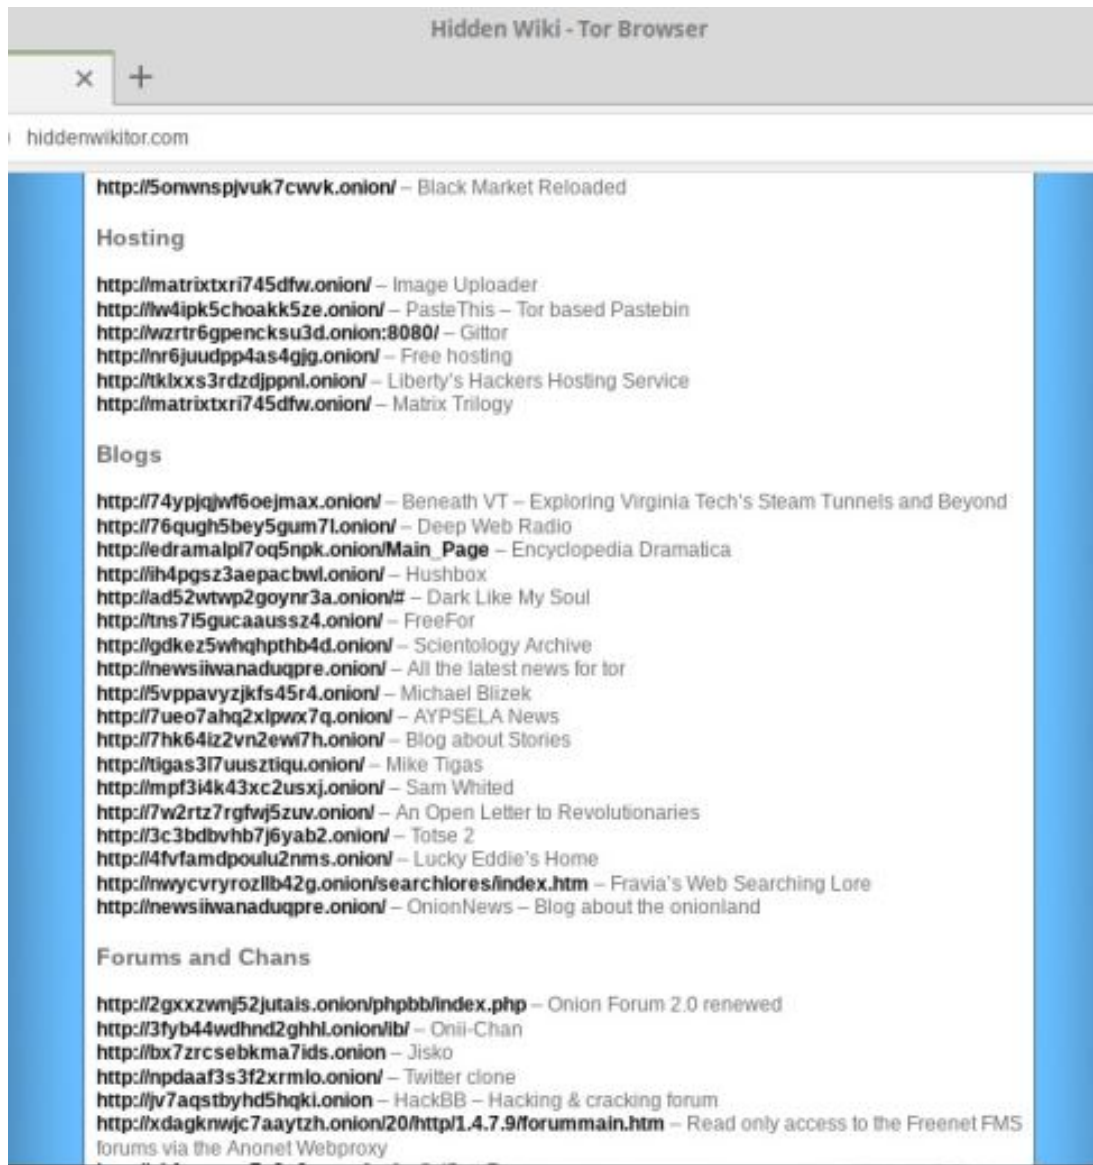 Hidden Wiki - Tor Browser
hiddenwikitor.com
http://5onwnspjvuk7cwvk.onion/ – Black Market Reloaded
Hosting
http://matrixtxri745dfw.onion/ – Image Uploader
http://lw4ipk5choakk5ze.onion/ – PasteThis – Tor based Pastebin
http://wzrtr6gpencksu3d.onion:8080/ – Gittor
http://nr6juudpp4as4gjg.onion/ – Free hosting
http://tklxxs3rdzdjppnl.onion/ – Liberty's Hackers Hosting Service
http://matrixtxri745dfw.onion/ – Matrix Trilogy
Blogs
http://74ypjqjwf6oejmax.onion/ – Beneath VT – Exploring Virginia Tech's Steam Tunnels and Beyond
http://76qugh5bey5gum7l.onion/ – Deep Web Radio
http://edramalpl7oq5npk.onion/Main_Page – Encyclopedia Dramatica
http://ih4pgsz3aepacbwl.onion/ – Hushbox
http://ad52wtwp2goynr3a.onion/# – Dark Like My Soul
http://tns7i5gucaaussz4.onion/ – FreeFor
http://gdkez5whqhpthb4d.onion/ – Scientology Archive
http://newsiiwanaduqpre.onion/ – All the latest news for tor
http://5vppavyzjkfs45r4.onion/ – Michael Blizek
http://7ueo7ahq2xlpwx7q.onion/ – AYPSELA News
http://7hk64iz2vn2ewi7h.onion/ – Blog about Stories
http://tigas3l7uusztiqu.onion/ – Mike Tigas
http://mpf3i4k43xc2usxj.onion/ – Sam Whited
http://7w2rtz7rgfwj5zuv.onion/ – An Open Letter to Revolutionaries
http://3c3bdbvhb7j6yab2.onion/ – Totse 2
http://4fvfamdpoulu2nms.onion/ – Lucky Eddie's Home
http://nwycvryrozllb42g.onion/searchlores/index.htm – Fravia's Web Searching Lore
http://newsiiwanaduqpre.onion/ – OnionNews – Blog about the onionland
Forums and Chans
http://2gxxzwnj52jutais.onion/phpbb/index.php – Onion Forum 2.0 renewed
http://3fyb44wdhnd2ghhl.onion/ib/ – Onii-Chan
http://bx7zrcsebkma7ids.onion – Jisko
http://npdaaf3s3f2xrmlo.onion/ – Twitter clone
http://jv7aqstbyhd5hqki.onion – HackBB – Hacking & cracking forum
http://xdagknwjc7aaytzh.onion/20/http/1.4.7.9/forummain.htm – Read only access to the Freenet FMS
forums via the Anonet Webproxy